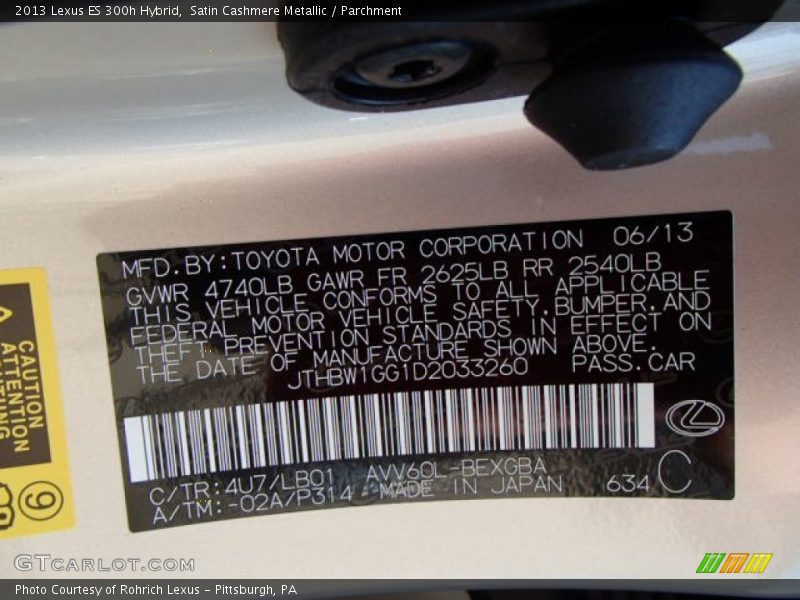 2013 Lexus ES 300h Hybrid, Satin Cashmere Metallic / Parchment
MFD.BY:TOYOTA MOTOR CORPORATION 06/13
GVWR 4740LB GAWR FR 2625LB RR 2540LB
THIS VEHICLE CONFORMS TO ALL APPLICABLE
FEDERAL MOTOR VEHICLE SAFETY,BUMPER,AND
THEFT PREVENTION STANDARDS IN EFFECT ON
THE DATE OF MANUFACTURE SHOWN ABOVE.
JTHBW1GG1D2033260 PASS.CAR
C/TR:4U7/LB01 AVV60L-BEXGBA
A/TM:-02A/P314 MADE IN JAPAN 634 C
CAUTION
ATTENTION
9
GTCARLOT.COM
Photo Courtesy of Rohrich Lexus - Pittsburgh, PA